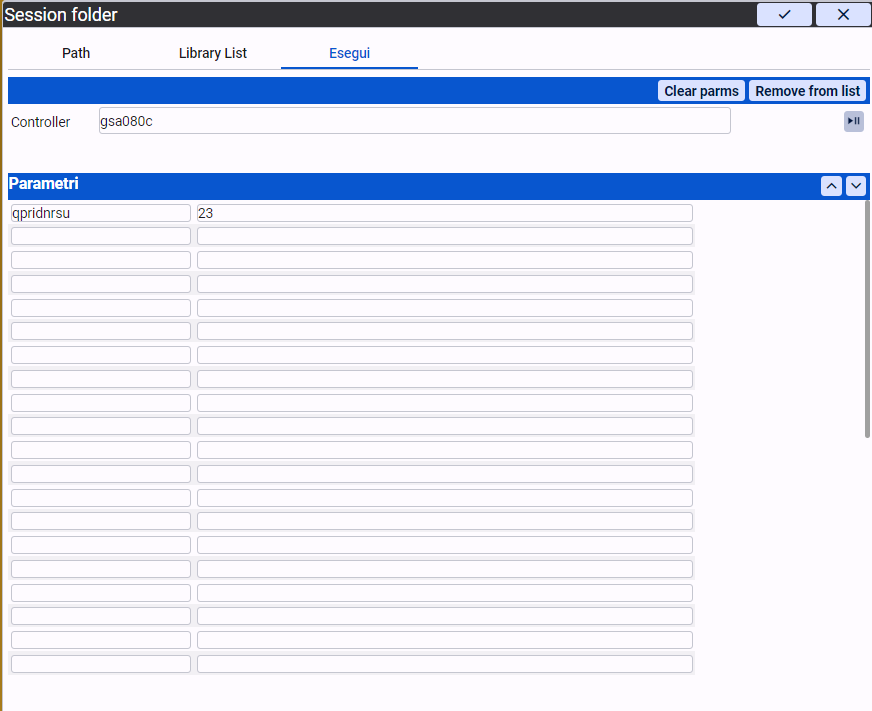 Session folder
Path Library List Esegui
Clear parms Remove from list
Controller gsa080c
Parametri
qpridnrsu 23